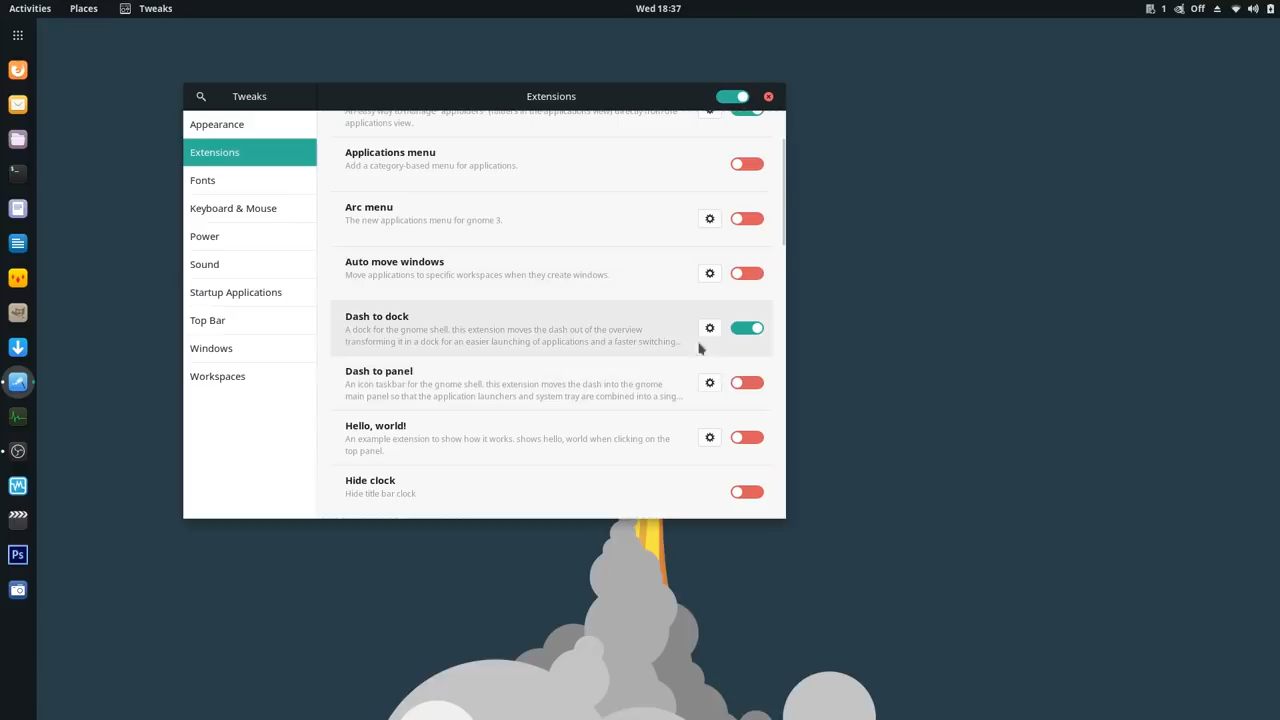 Activities Places Tweaks Wed 18:37 1 Off
Tweaks Extensions
Appearance
Extensions
Fonts
Keyboard & Mouse
Power
Sound
Startup Applications
Top Bar
Windows
Workspaces
applications view.
Applications menu
Add a category-based menu for applications.
Arc menu
The new applications menu for gnome 3.
Auto move windows
Move applications to specific workspaces when they create windows.
Dash to dock
A dock for the gnome shell. this extension moves the dash out of the overview
transforming it in a dock for an easier launching of applications and a faster switching..
Dash to panel
An icon taskbar for the gnome shell. this extension moves the dash into the gnome
main panel so that the application launchers and system tray are combined into a sing...
Hello, world!
An example extension to show how it works. shows hello, world when clicking on the
top panel.
Hide clock
Hide title bar clock
Ps